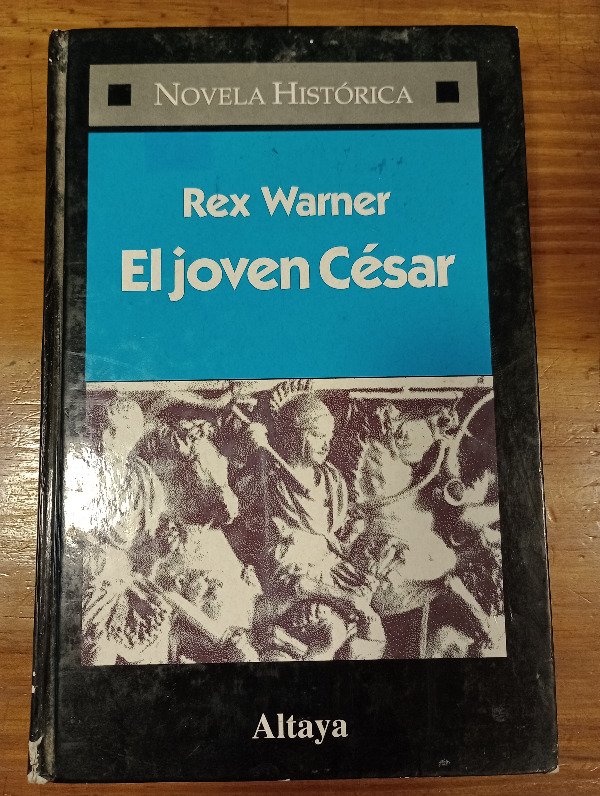 NOVELA HISTÓRICA
Rex Warner
El joven César
Altaya